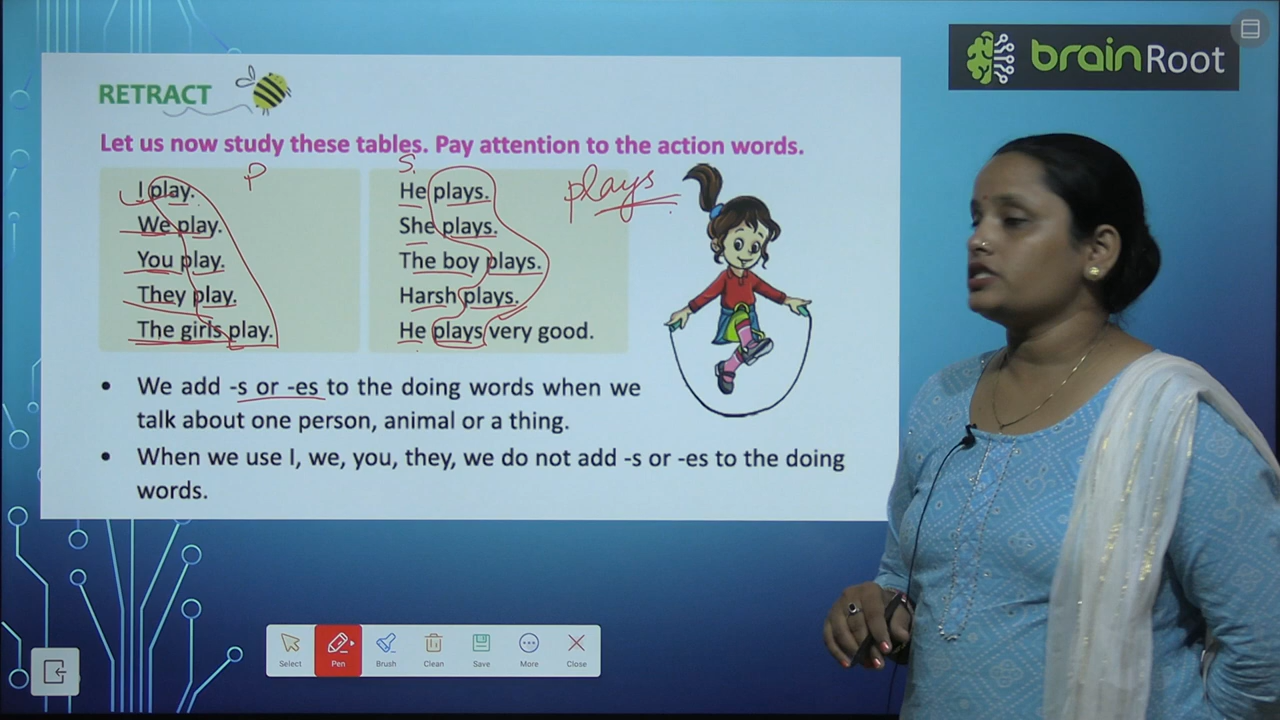 brainRoot
RETRACT
Let us now study these tables. Pay attention to the action words.
P
S.
plays
I play.
We play.
You play.
They play.
The girls play.
He plays.
She plays.
The boy plays.
Harsh plays.
He plays very good.
• We add -s or -es to the doing words when we
talk about one person, animal or a thing.
• When we use I, we, you, they, we do not add -s or -es to the doing
words.
Select
Pen
Brush
Clean
Save
More
Close